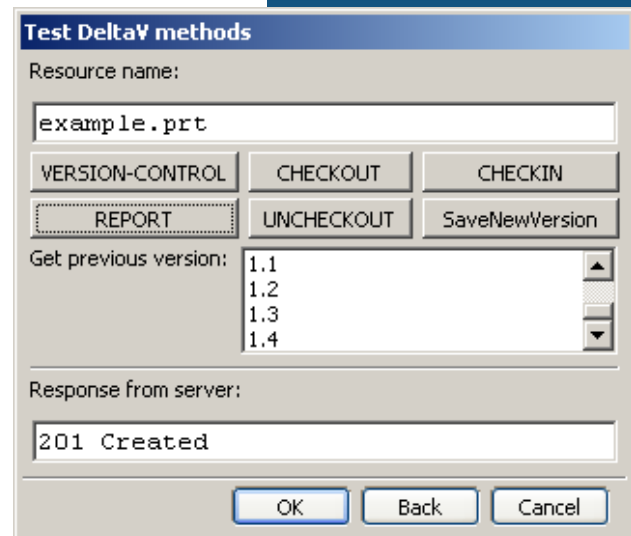 Test DeltaV methods
Resource name:
example.prt
VERSION-CONTROL CHECKOUT CHECKIN
REPORT UNCHECKOUT SaveNewVersion
Get previous version:
1.1
1.2
1.3
1.4
Response from server:
201 Created
OK Back Cancel